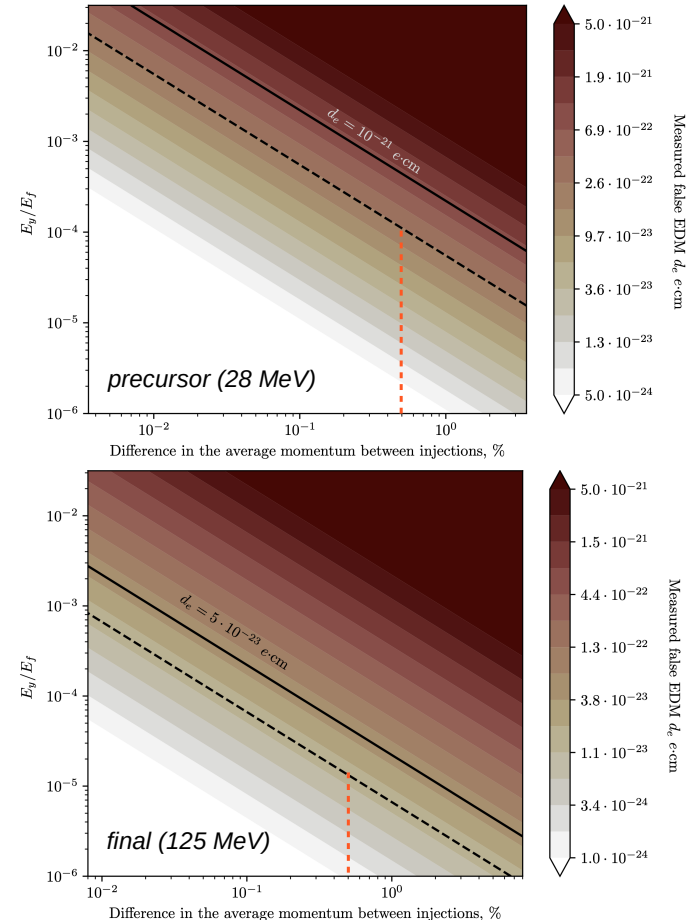 10⁻²
10⁻³
10⁻⁴
10⁻⁵
10⁻⁶
E_y/E_f
d_e = 10⁻²¹ e·cm
precursor (28 MeV)
10⁻² 10⁻¹ 10⁰
Difference in the average momentum between injections, %
5.0 · 10⁻²¹
1.9 · 10⁻²¹
6.9 · 10⁻²²
2.6 · 10⁻²²
9.7 · 10⁻²³
3.6 · 10⁻²³
1.3 · 10⁻²³
5.0 · 10⁻²⁴
Measured false EDM d_e e·cm
10⁻²
10⁻³
10⁻⁴
10⁻⁵
10⁻⁶
E_y/E_f
d_e = 5 · 10⁻²³ e·cm
final (125 MeV)
10⁻² 10⁻¹ 10⁰
Difference in the average momentum between injections, %
5.0 · 10⁻²¹
1.5 · 10⁻²¹
4.4 · 10⁻²²
1.3 · 10⁻²²
3.8 · 10⁻²³
1.1 · 10⁻²³
3.4 · 10⁻²⁴
1.0 · 10⁻²⁴
Measured false EDM d_e e·cm